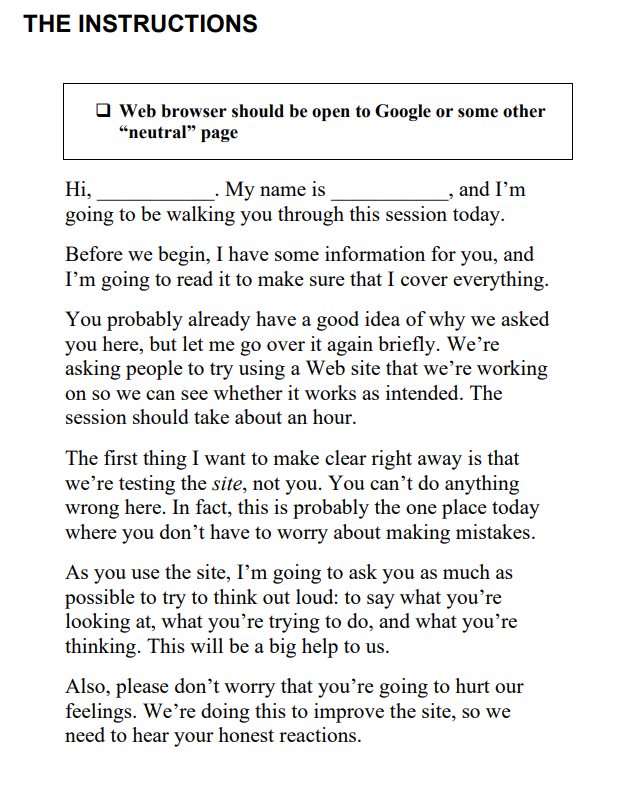 THE INSTRUCTIONS
❑ Web browser should be open to Google or some other
“neutral” page
Hi, ___________. My name is ___________, and I’m
going to be walking you through this session today.
Before we begin, I have some information for you, and
I’m going to read it to make sure that I cover everything.
You probably already have a good idea of why we asked
you here, but let me go over it again briefly. We’re
asking people to try using a Web site that we’re working
on so we can see whether it works as intended. The
session should take about an hour.
The first thing I want to make clear right away is that
we’re testing the site, not you. You can’t do anything
wrong here. In fact, this is probably the one place today
where you don’t have to worry about making mistakes.
As you use the site, I’m going to ask you as much as
possible to try to think out loud: to say what you’re
looking at, what you’re trying to do, and what you’re
thinking. This will be a big help to us.
Also, please don’t worry that you’re going to hurt our
feelings. We’re doing this to improve the site, so we
need to hear your honest reactions.